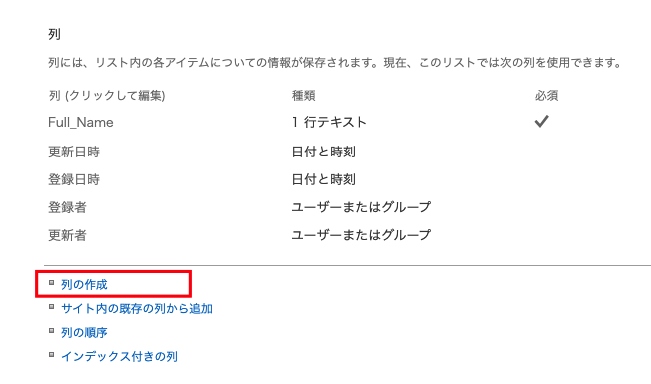 列
列には、リスト内の各アイテムについての情報が保存されます。現在、このリストでは次の列を使用できます。
列 (クリックして編集) 種類 必須
Full_Name 1 行テキスト ✓
更新日時 日付と時刻
登録日時 日付と時刻
登録者 ユーザーまたはグループ
更新者 ユーザーまたはグループ
列の作成
サイト内の既存の列から追加
列の順序
インデックス付きの列